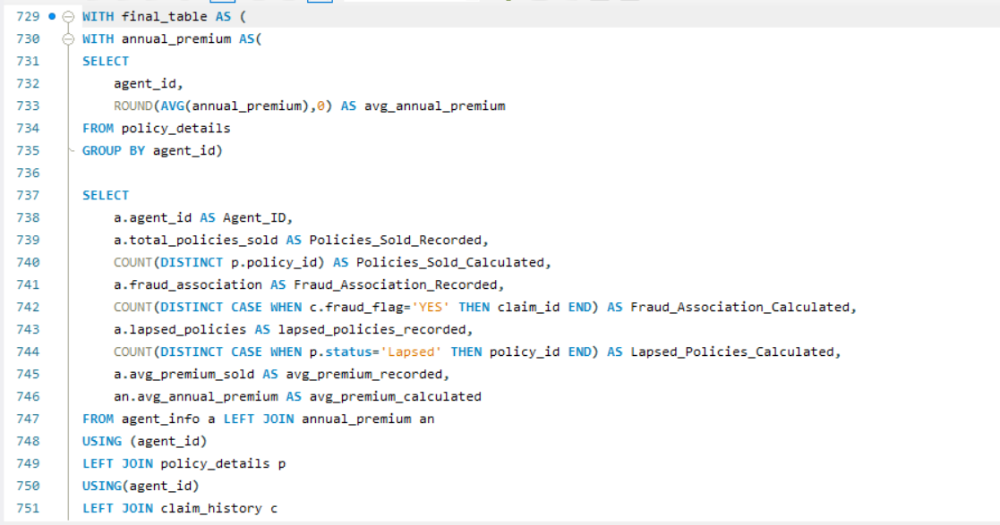 729 WITH final_table AS (
730 WITH annual_premium AS(
731 SELECT
732 agent_id,
733 ROUND(AVG(annual_premium),0) AS avg_annual_premium
734 FROM policy_details
735 GROUP BY agent_id)
736
737 SELECT
738 a.agent_id AS Agent_ID,
739 a.total_policies_sold AS Policies_Sold_Recorded,
740 COUNT(DISTINCT p.policy_id) AS Policies_Sold_Calculated,
741 a.fraud_association AS Fraud_Association_Recorded,
742 COUNT(DISTINCT CASE WHEN c.fraud_flag='YES' THEN claim_id END) AS Fraud_Association_Calculated,
743 a.lapsed_policies AS lapsed_policies_recorded,
744 COUNT(DISTINCT CASE WHEN p.status='Lapsed' THEN policy_id END) AS Lapsed_Policies_Calculated,
745 a.avg_premium_sold AS avg_premium_recorded,
746 an.avg_annual_premium AS avg_premium_calculated
747 FROM agent_info a LEFT JOIN annual_premium an
748 USING (agent_id)
749 LEFT JOIN policy_details p
750 USING(agent_id)
751 LEFT JOIN claim_history c